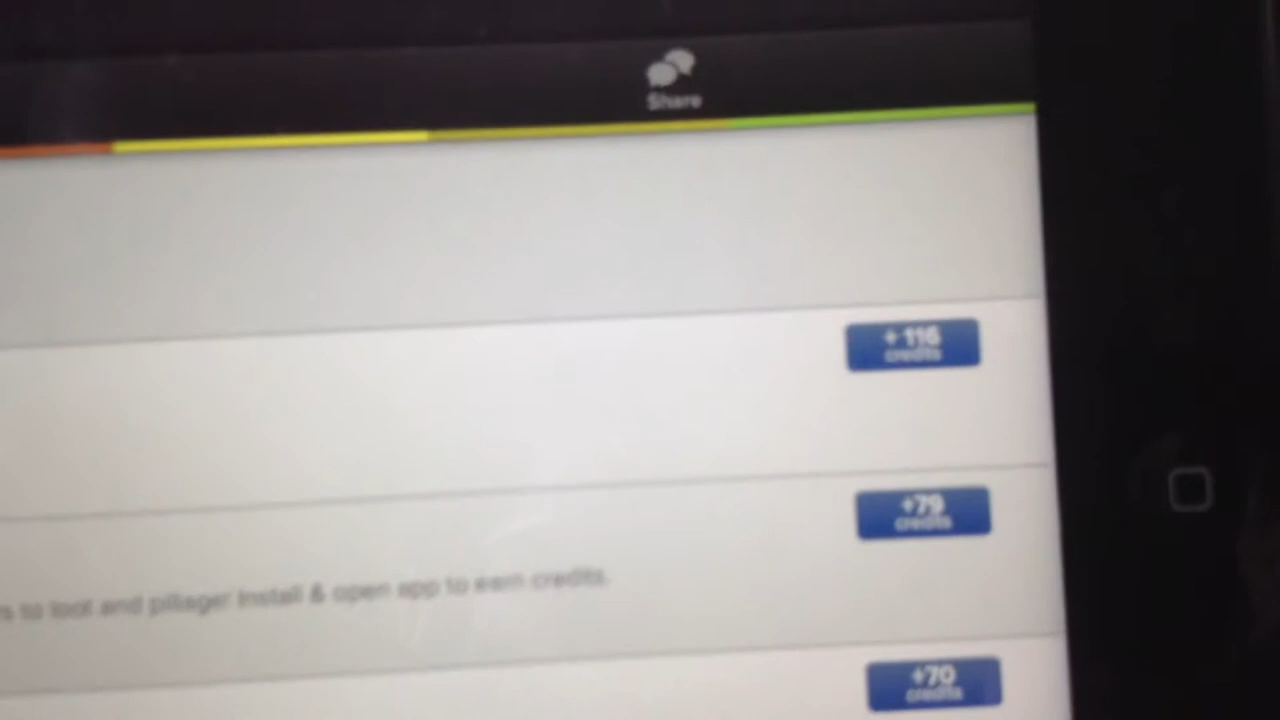 Share
+ 116
credits
+79
credits
s to loot and pillage! Install & open app to earn credits.
+70
credits